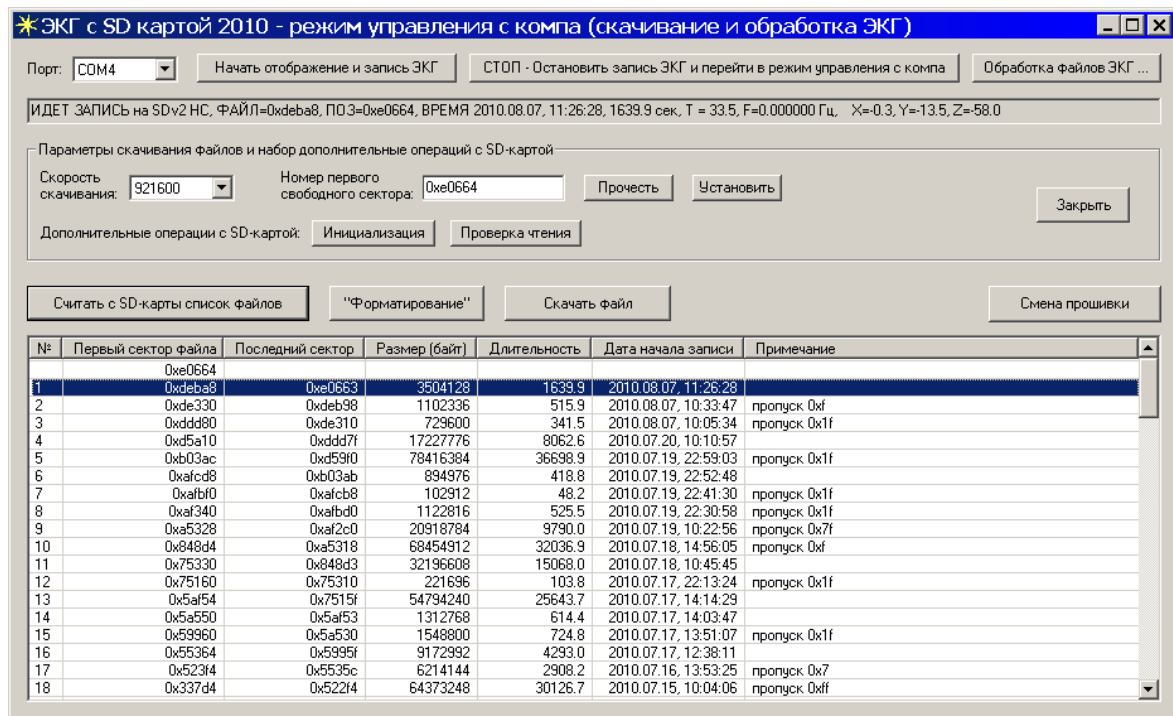 ЭКГ с SD картой 2010 - режим управления с компа (скачивание и обработка ЭКГ)
Порт: COM4 Начать отображение и запись ЭКГ СТОП - Остановить запись ЭКГ и перейти в режим управления с компа Обработка файлов ЭКГ ...
ИДЕТ ЗАПИСЬ на SDv2 HC, ФАЙЛ=0xdeba8, ПОЗ=0xe0664, ВРЕМЯ 2010.08.07, 11:26:28, 1639.9 сек, T = 33.5, F=0.000000 Гц, X=-0.3, Y=-13.5, Z=-58.0
Параметры скачивания файлов и набор дополнительные операций с SD-картой
Скорость скачивания: 921600 Номер первого свободного сектора: 0xe0664 Прочесть Установить
Закрыть
Дополнительные операции с SD-картой: Инициализация Проверка чтения
Считать с SD-карты список файлов "Форматирование" Скачать файл Смена прошивки
№ Первый сектор файла Последний сектор Размер (байт) Длительность Дата начала записи Примечание
0xe0664
1 0xdeba8 0xe0663 3504128 1639.9 2010.08.07, 11:26:28
2 0xde330 0xdeb98 1102336 515.9 2010.08.07, 10:33:47 пропуск 0xf
3 0xddd80 0xde310 729600 341.5 2010.08.07, 10:05:34 пропуск 0x1f
4 0xd5a10 0xddd7f 17227776 8062.6 2010.07.20, 10:10:57
5 0xb03ac 0xd59f0 78416384 36698.9 2010.07.19, 22:59:03 пропуск 0x1f
6 0xafcd8 0xb03ab 894976 418.8 2010.07.19, 22:52:48
7 0xafbf0 0xafcb8 102912 48.2 2010.07.19, 22:41:30 пропуск 0x1f
8 0xaf340 0xafbd0 1122816 525.5 2010.07.19, 22:30:58 пропуск 0x1f
9 0xa5328 0xaf2c0 20918784 9790.0 2010.07.19, 10:22:56 пропуск 0x7f
10 0x848d4 0xa5318 68454912 32036.9 2010.07.18, 14:56:05 пропуск 0xf
11 0x75330 0x848d3 32196608 15068.0 2010.07.18, 10:45:45
12 0x75160 0x75310 221696 103.8 2010.07.17, 22:13:24 пропуск 0x1f
13 0x5af54 0x7515f 54794240 25643.7 2010.07.17, 14:14:29
14 0x5a550 0x5af53 1312768 614.4 2010.07.17, 14:03:47
15 0x59960 0x5a530 1548800 724.8 2010.07.17, 13:51:07 пропуск 0x1f
16 0x55364 0x5995f 9172992 4293.0 2010.07.17, 12:38:11
17 0x523f4 0x5535c 6214144 2908.2 2010.07.16, 13:53:25 пропуск 0x7
18 0x337d4 0x522f4 64373248 30126.7 2010.07.15, 10:04:06 пропуск 0xff